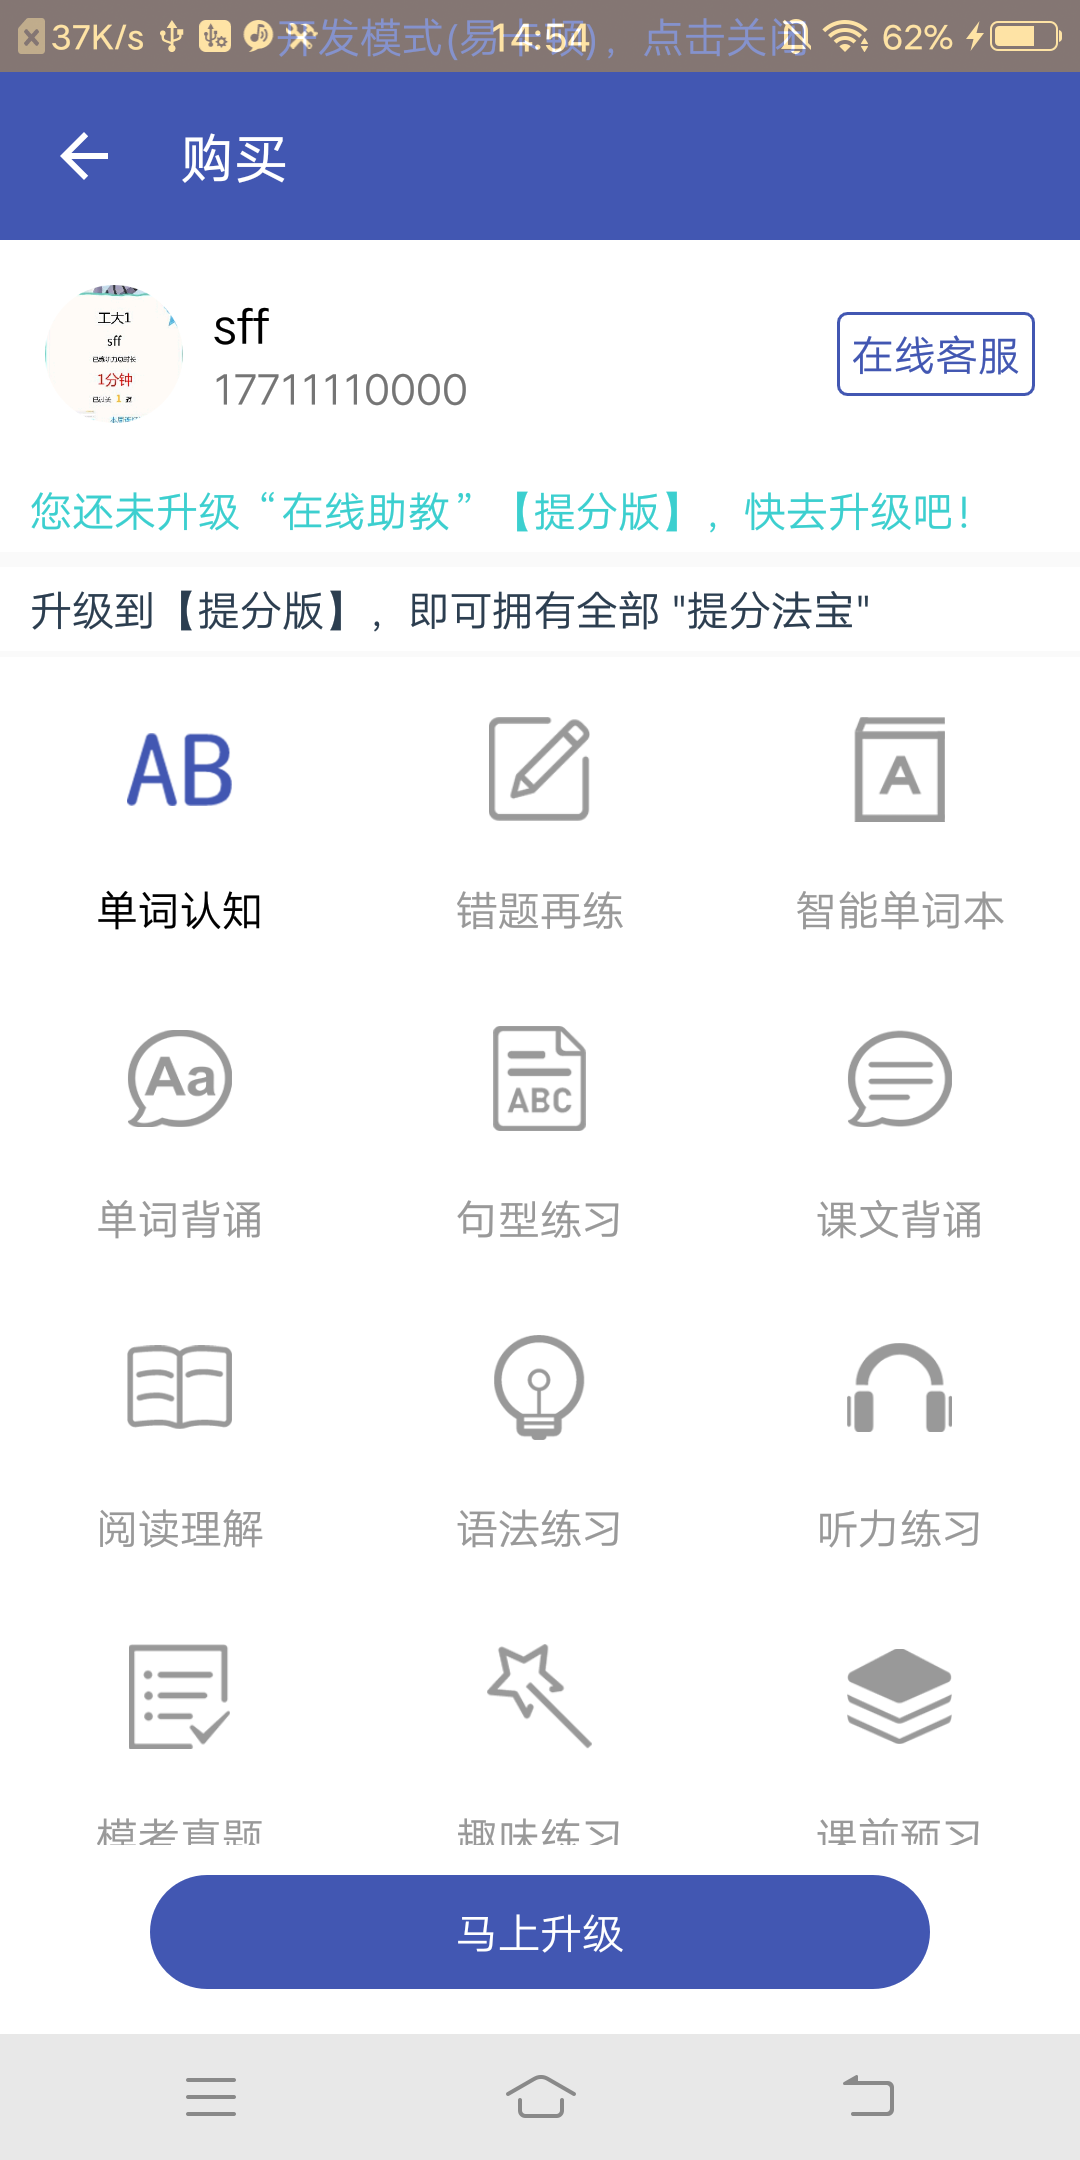 37K/s 14:54 62%
开发模式(易卡顿)，点击关闭
购买
工大1
sff
1分钟
sff
17711110000
在线客服
您还未升级“在线助教”【提分版】，快去升级吧！
升级到【提分版】，即可拥有全部 "提分法宝"
AB
A
单词认知 错题再练 智能单词本
Aa
ABC
单词背诵 句型练习 课文背诵
阅读理解 语法练习 听力练习
模考真题 趣味练习 课前预习
马上升级